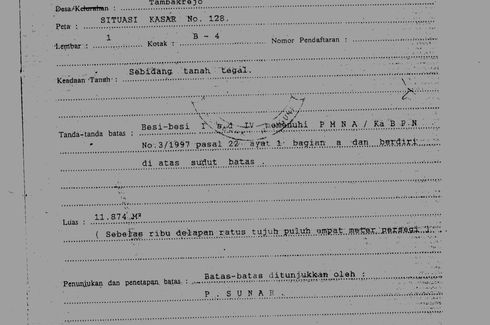 Desa/Kelurahan : Tambakrejo
Peta : SITUASI KASAR No. 128.
Lembar : 1 Kotak : B - 4 Nomor Pendaftaran :
Keadaan Tanah : Sebidang tanah tegal.
Tanda-tanda batas : Besi-besi I s.d IV memenuhi P M N A / Ka B P N
No.3/1997 pasal 22 ayat 1 bagian a dan berdiri
di atas sudut batas .
Luas : 11.874 M²
( Sebelas ribu delapan ratus tujuh puluh empat meter persegi ).
Penunjukan dan penetapan batas : Batas-batas ditunjukkan oleh :
P . S U N A R .